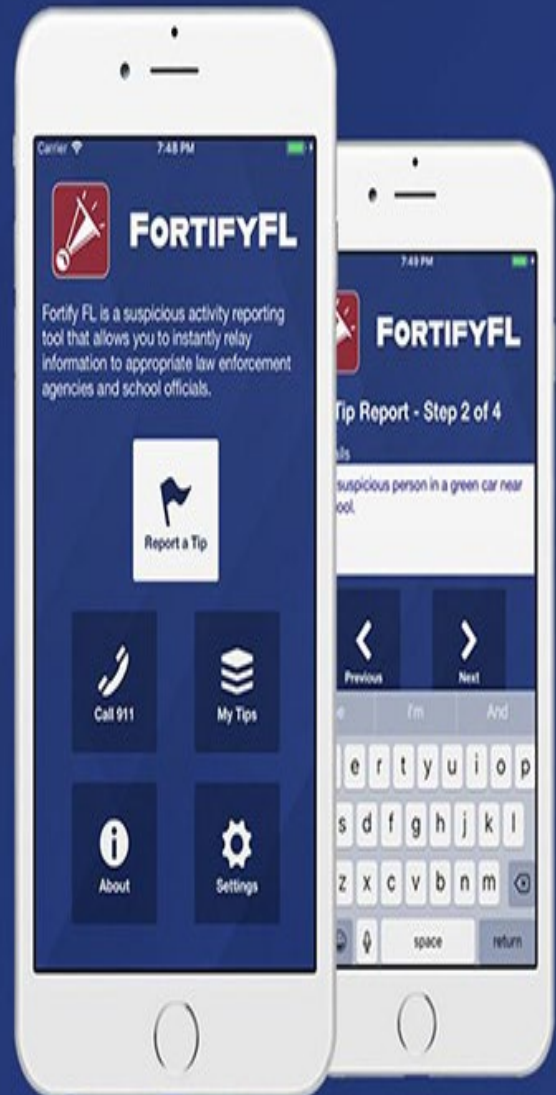 Carrier 7:48 PM
FORTIFYFL
Fortify FL is a suspicious activity reporting
tool that allows you to instantly relay
information to appropriate law enforcement
agencies and school officials.
Report a Tip
Call 911
My Tips
About
Settings
7:49 PM
FORTIFYFL
Tip Report - Step 2 of 4
suspicious person in a green car near
Previous
Next
I'm
And
e r t y u i o p
s d f g h j k l
z x c v b n m
space
return